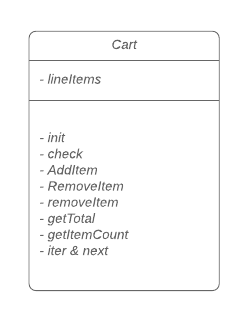 Cart
- lineItems
- init
- check
- AddItem
- RemoveItem
- removeItem
- getTotal
- getItemCount
- iter & next